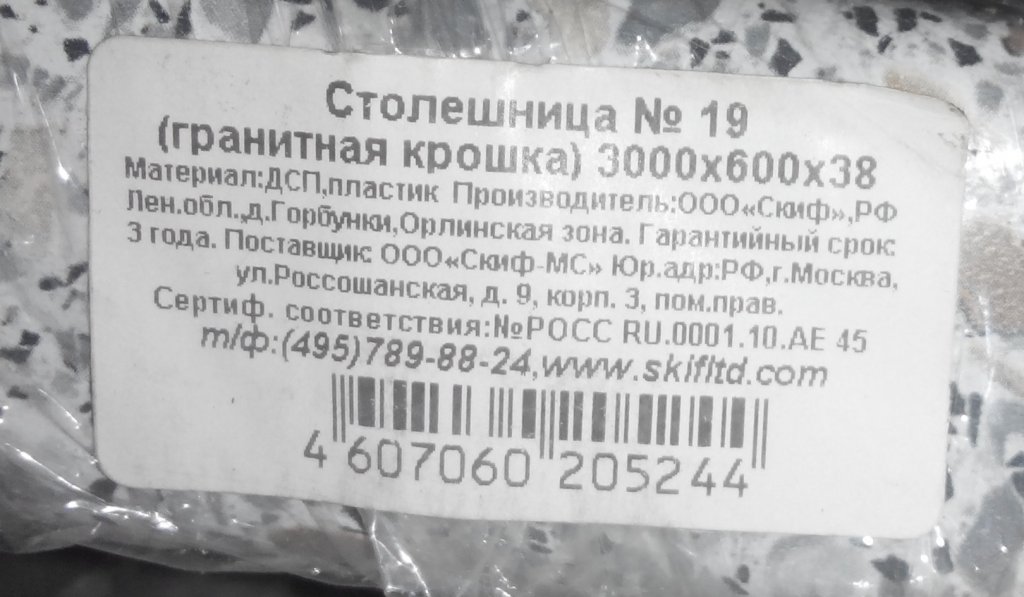 Столешница № 19
(гранитная крошка) 3000х600х38
Материал:ДСП,пластик Производитель:ООО«Скиф»,РФ
Лен.обл.,д.Горбунки,Орлинская зона. Гарантийный срок:
3 года. Поставщик: ООО«Скиф-МС» Юр.адр:РФ,г.Москва,
ул.Россошанская, д. 9, корп. 3, пом.прав.
Сертиф. соответствия:№РОСС RU.0001.10.АЕ 45
т/ф:(495)789-88-24,www.skifltd.com
4 607060 205244